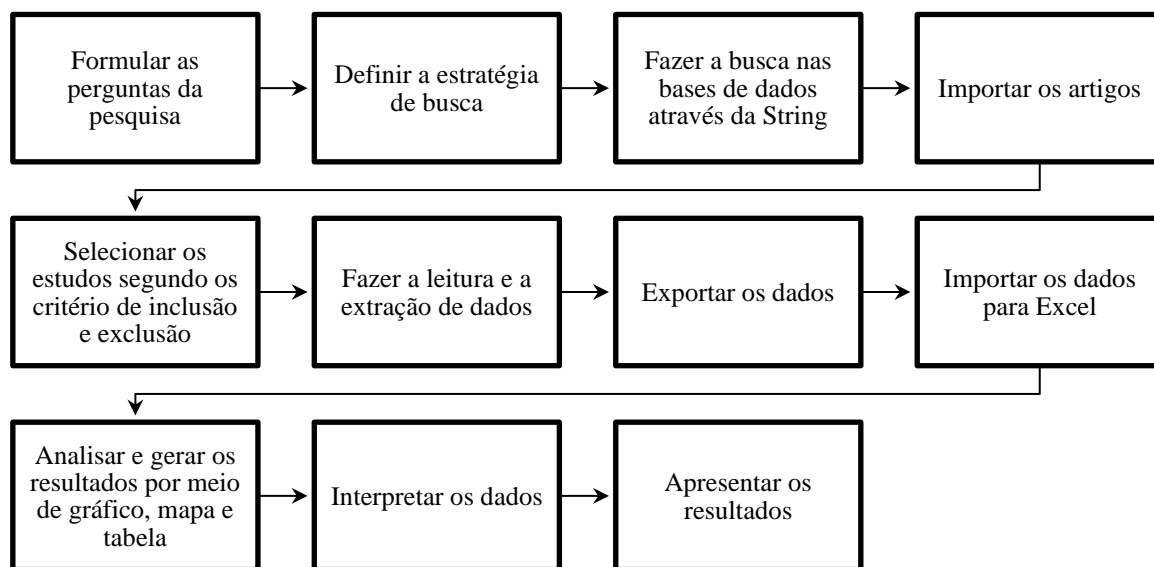 Formular as
perguntas da
pesquisa
Definir a estratégia
de busca
Fazer a busca nas
bases de dados
através da String
Importar os artigos
Selecionar os
estudos segundo os
critério de inclusão
e exclusão
Fazer a leitura e a
extração de dados
Exportar os dados
Importar os dados
para Excel
Analisar e gerar os
resultados por meio
de gráfico, mapa e
tabela
Interpretar os dados
Apresentar os
resultados